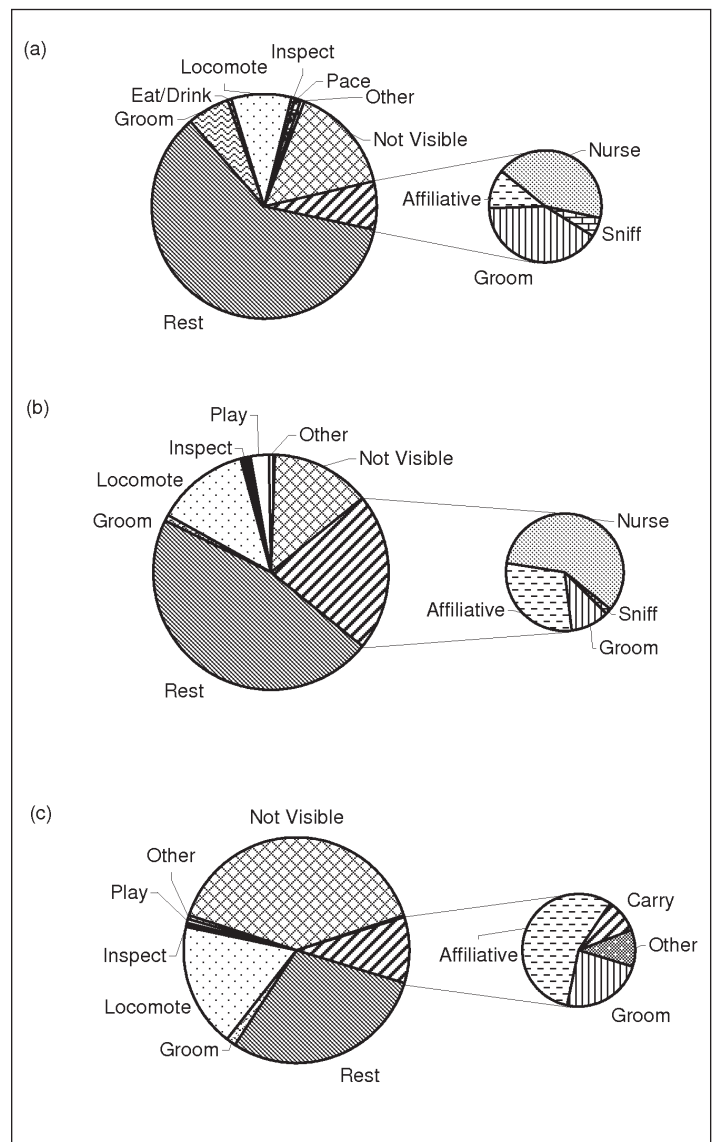 (a)
Inspect
Locomote
Pace
Eat/Drink
Other
Groom
Not Visible
Nurse
Affiliative
Sniff
Groom
Rest
(b)
Play
Other
Inspect
Not Visible
Locomote
Groom
Nurse
Affiliative
Sniff
Groom
Rest
(c)
Not Visible
Other
Play
Carry
Inspect
Affiliative
Other
Locomote
Groom
Groom
Rest